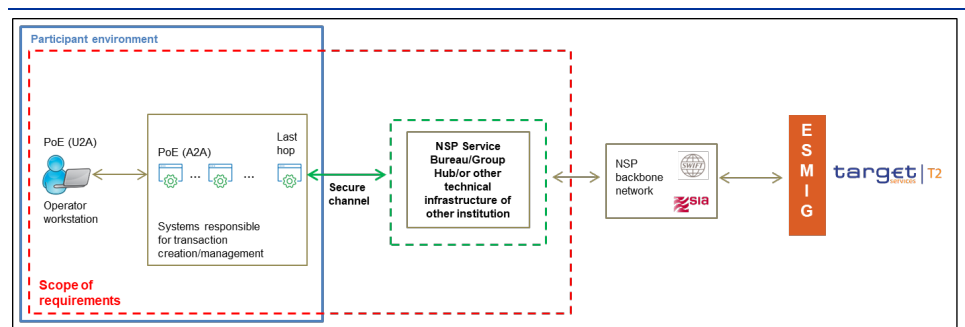 Participant environment
PoE (U2A)
Operator
workstation
PoE (A2A)
...
...
Last
hop
Systems responsible
for transaction
creation/management
Secure
channel
NSP Service
Bureau/Group
Hub/or other
technical
infrastructure of
other institution
NSP
backbone
network
SWIFT
sia
E
S
M
I
G
target
services
T2
Scope of
requirements